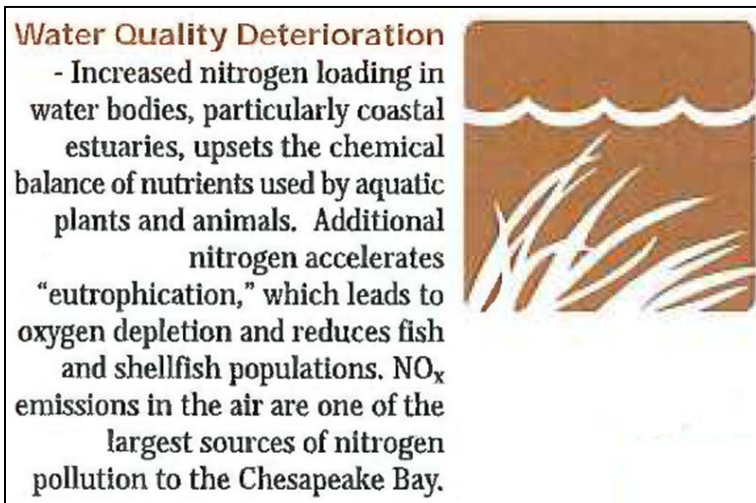 Water Quality Deterioration
- Increased nitrogen loading in
water bodies, particularly coastal
estuaries, upsets the chemical
balance of nutrients used by aquatic
plants and animals. Additional
nitrogen accelerates
“eutrophication,” which leads to
oxygen depletion and reduces fish
and shellfish populations. NOₓ
emissions in the air are one of the
largest sources of nitrogen
pollution to the Chesapeake Bay.